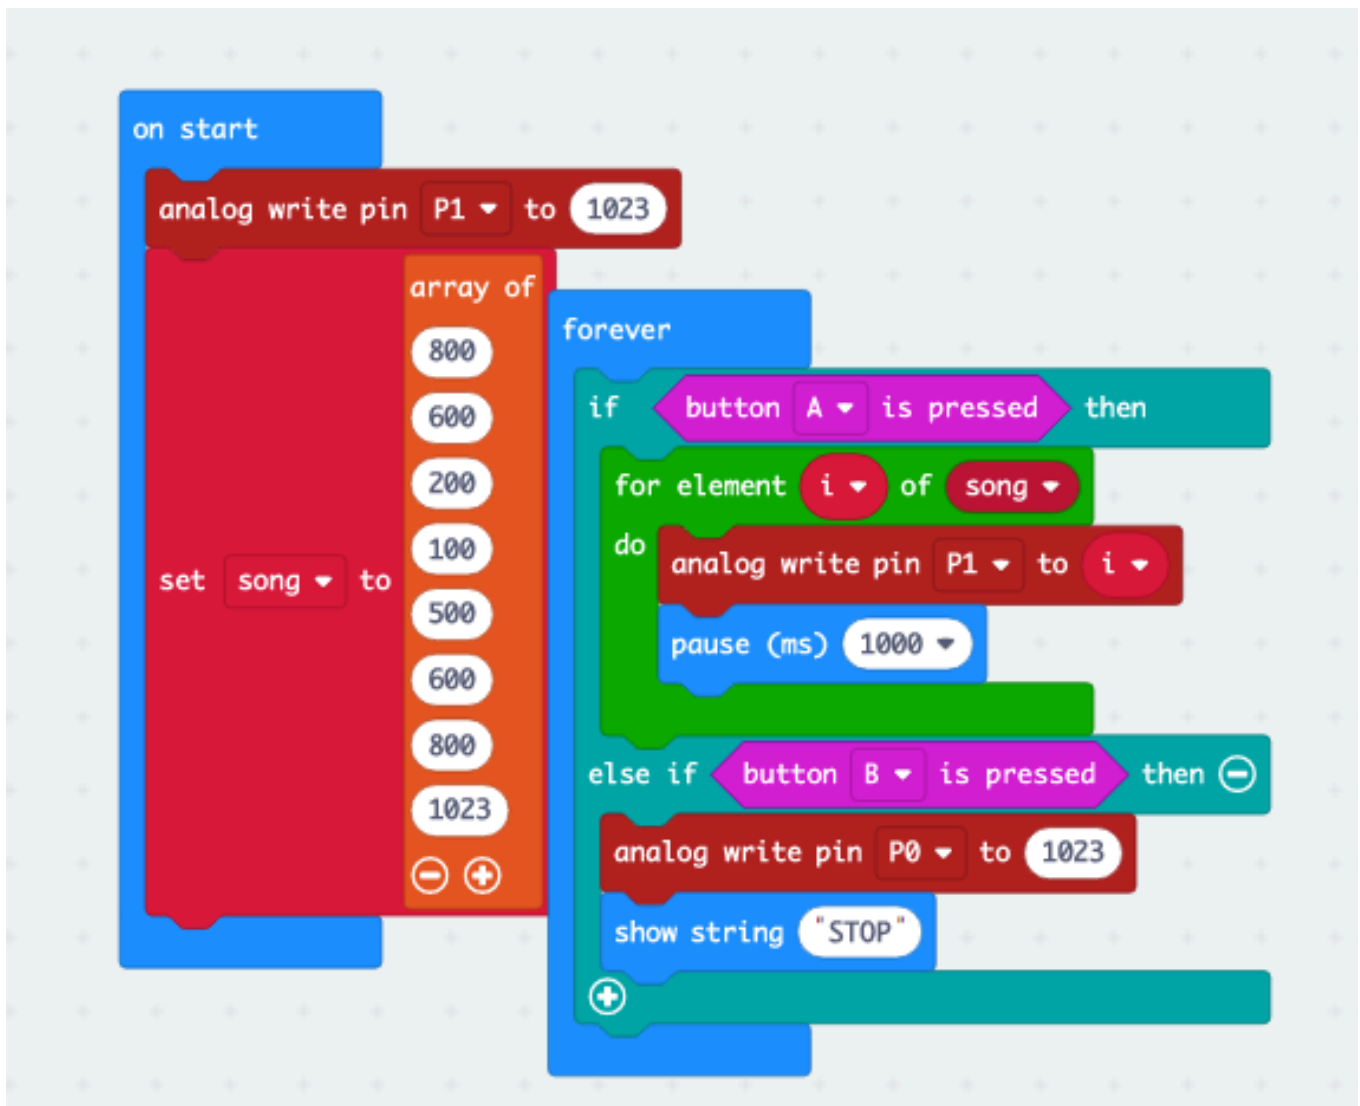 on start
analog write pin P1 to 1023
set song to
array of
800
600
200
100
500
600
800
1023
forever
if button A is pressed then
for element i of song
do
analog write pin P1 to i
pause (ms) 1000
else if button B is pressed then
analog write pin P0 to 1023
show string "STOP"